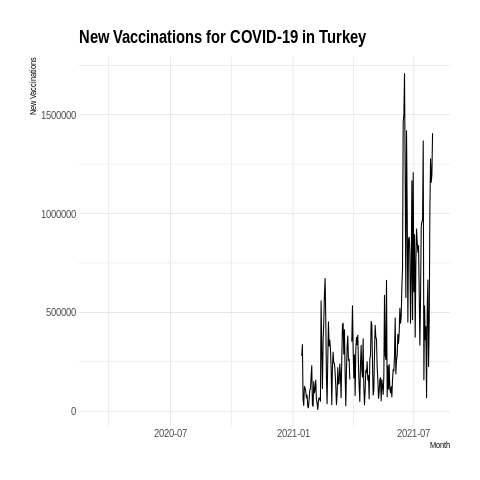 New Vaccinations for COVID-19 in Turkey
New Vaccinations
1500000
1000000
500000
0
2020-07
2021-01
2021-07
Month